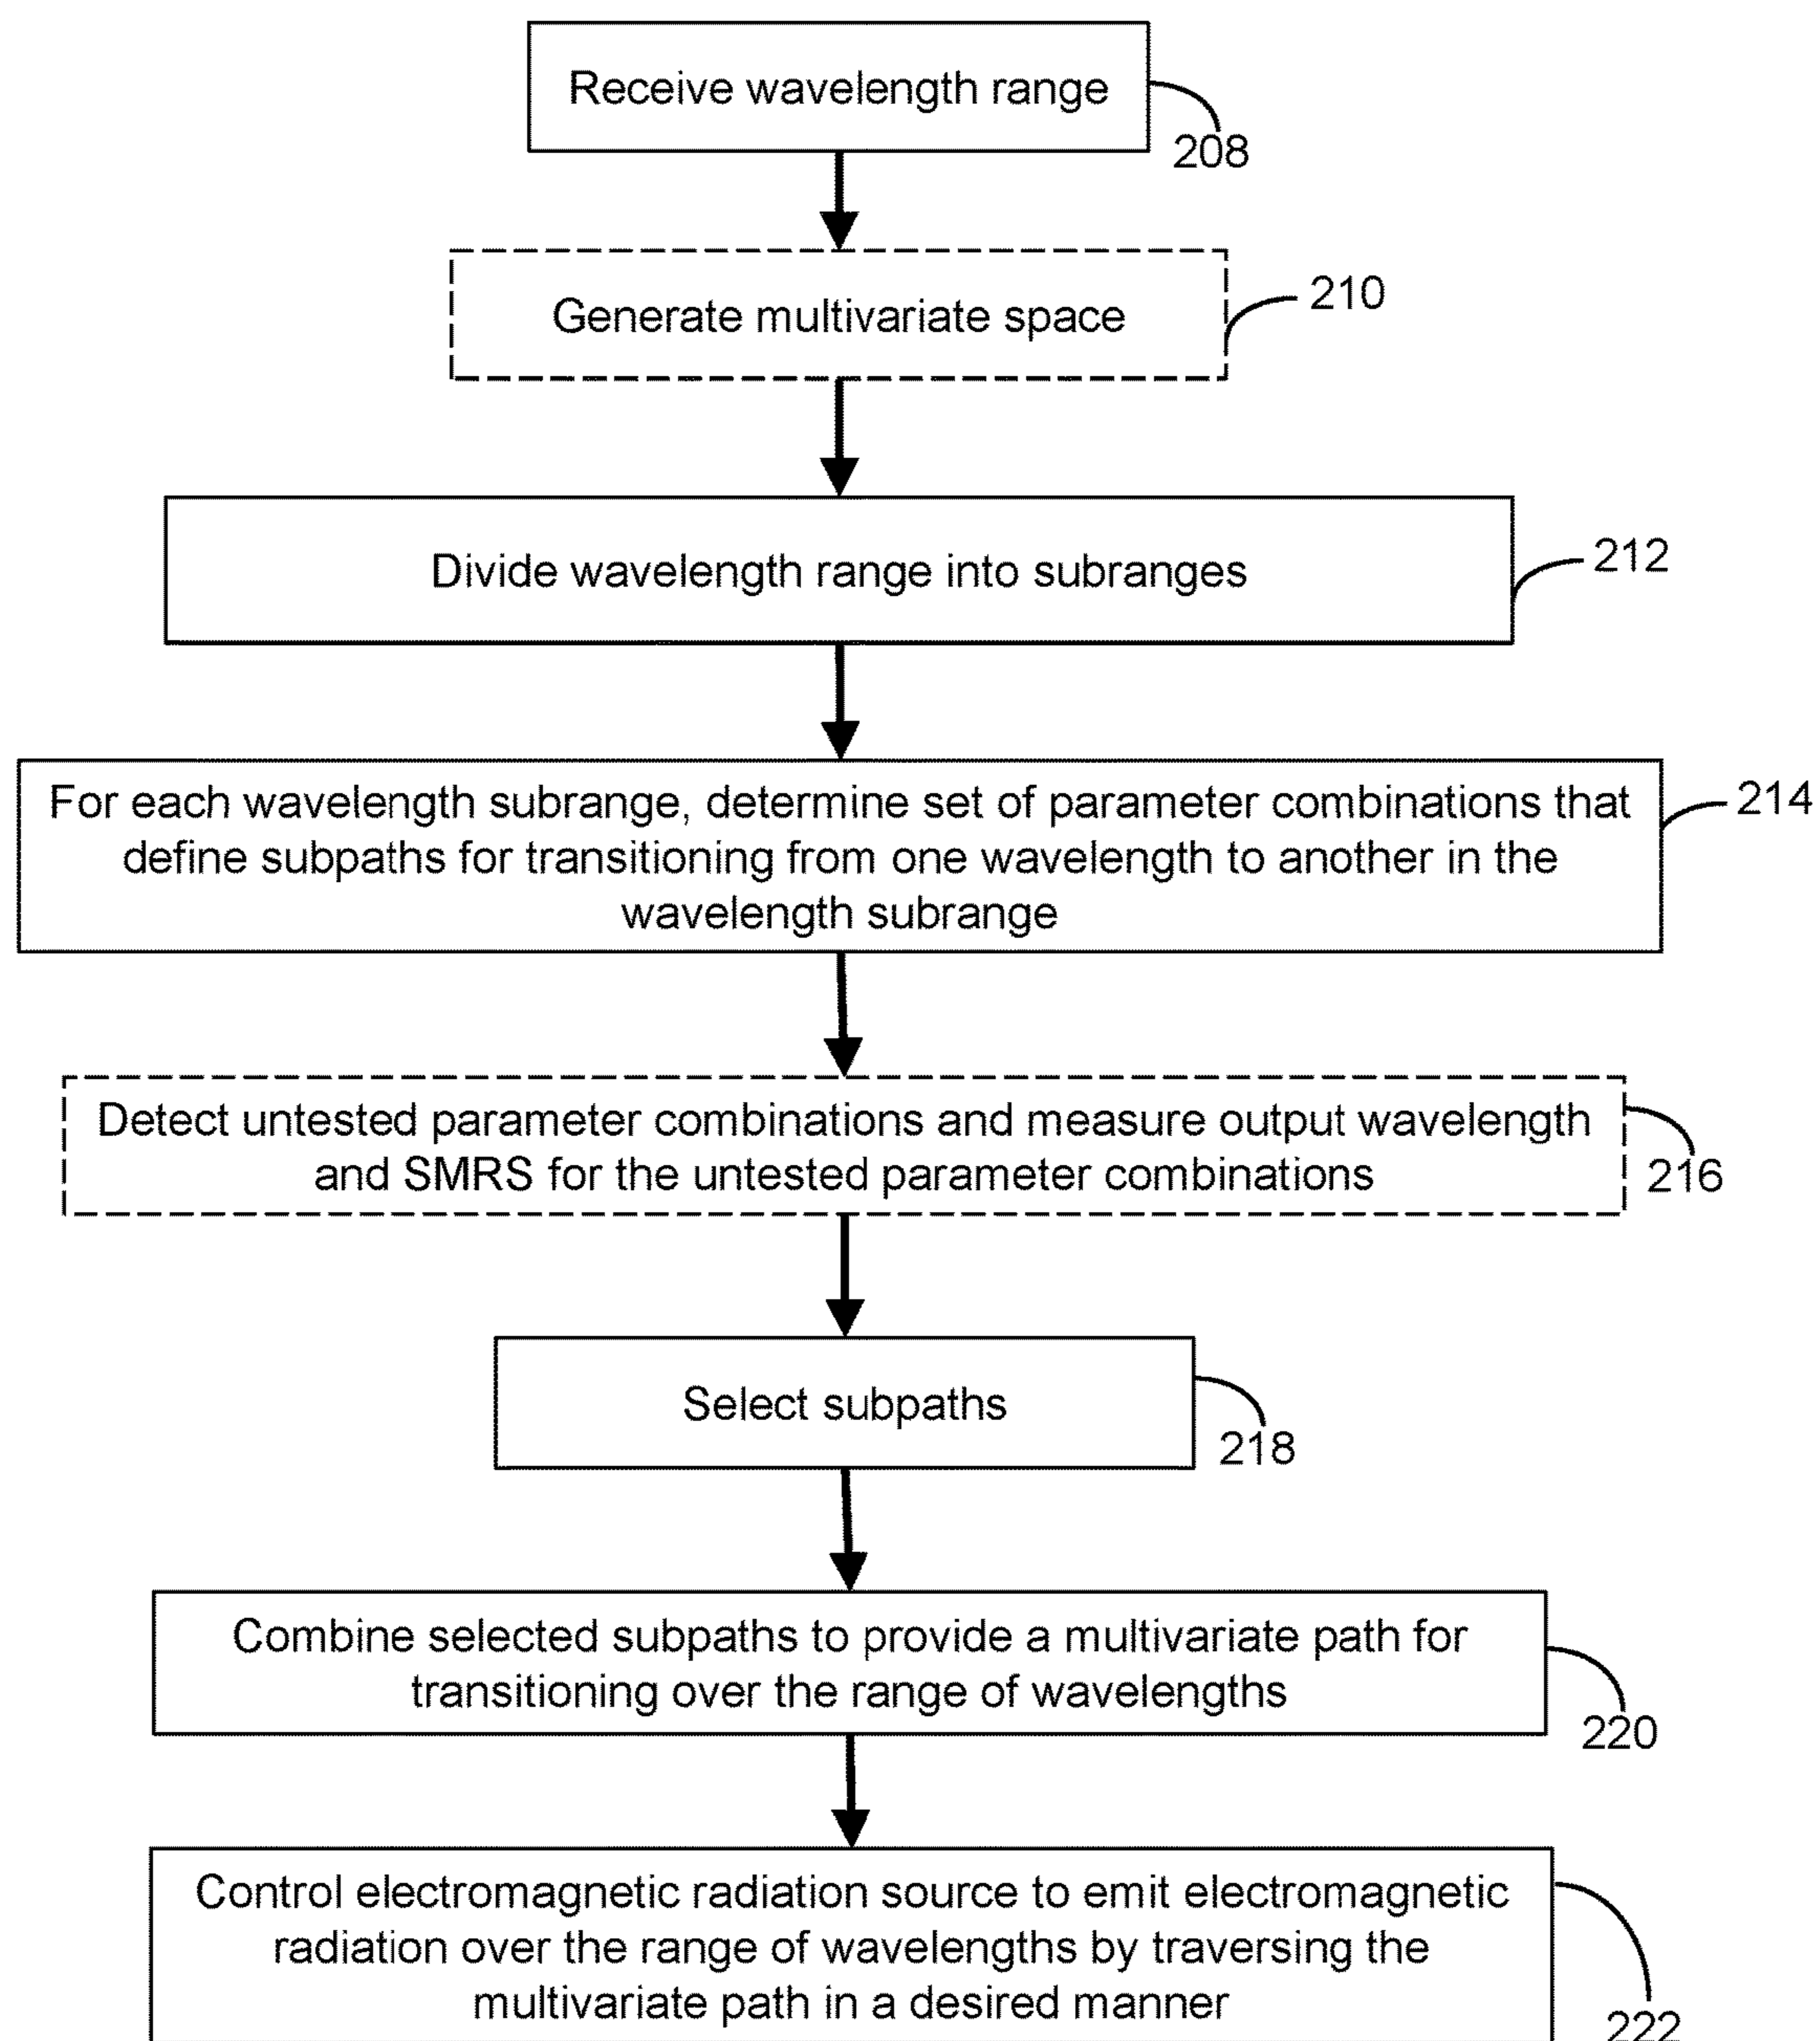 Receive wavelength range
208
Generate multivariate space
210
Divide wavelength range into subranges
212
For each wavelength subrange, determine set of parameter combinations that
define subpaths for transitioning from one wavelength to another in the
wavelength subrange
214
Detect untested parameter combinations and measure output wavelength
and SMRS for the untested parameter combinations
216
Select subpaths
218
Combine selected subpaths to provide a multivariate path for
transitioning over the range of wavelengths
220
Control electromagnetic radiation source to emit electromagnetic
radiation over the range of wavelengths by traversing the
multivariate path in a desired manner
222